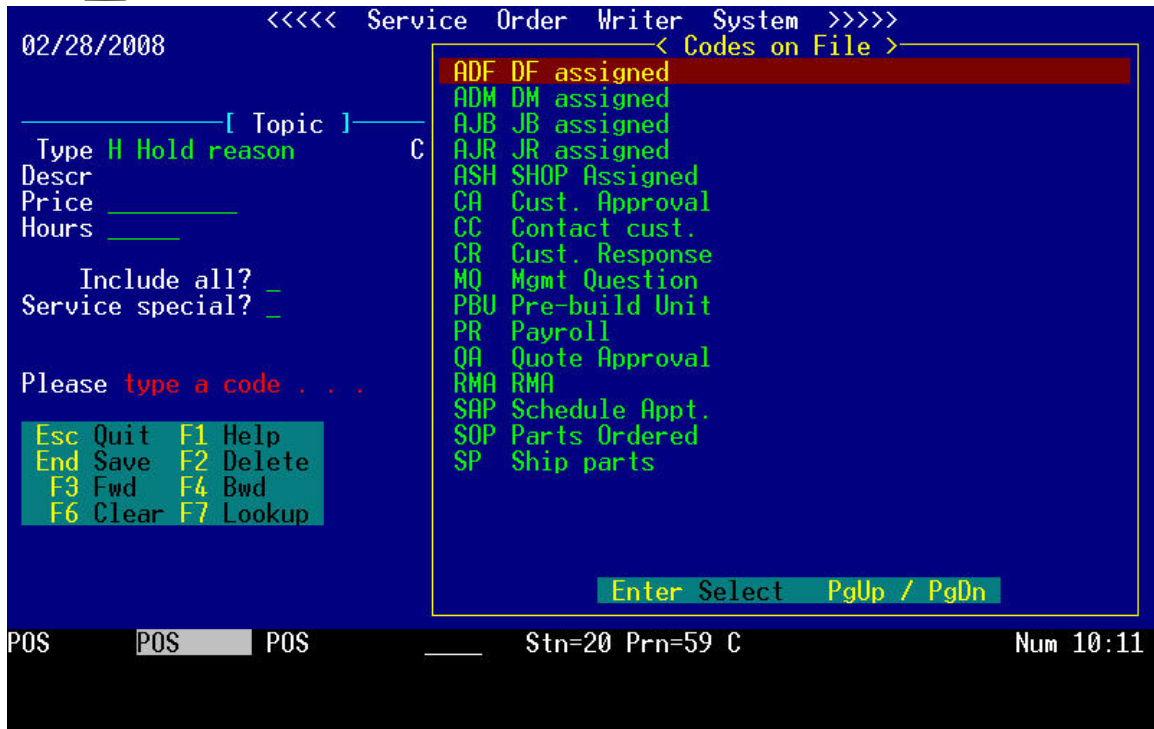 <<<<< Service Order Writer System >>>>>
02/28/2008
[ Topic ]
Type H Hold reason C
Descr
Price
Hours
Include all? _
Service special? _
Please type a code . . .
Esc Quit F1 Help
End Save F2 Delete
F3 Fwd F4 Bwd
F6 Clear F7 Lookup
< Codes on File >
ADF DF assigned
ADM DM assigned
AJB JB assigned
AJR JR assigned
ASH SHOP Assigned
CA Cust. Approval
CC Contact cust.
CR Cust. Response
MQ Mgmt Question
PBU Pre-build Unit
PR Payroll
QA Quote Approval
RMA RMA
SAP Schedule Appt.
SOP Parts Ordered
SP Ship parts
Enter Select PgUp / PgDn
POS POS POS ____ Stn=20 Prn=59 C Num 10:11